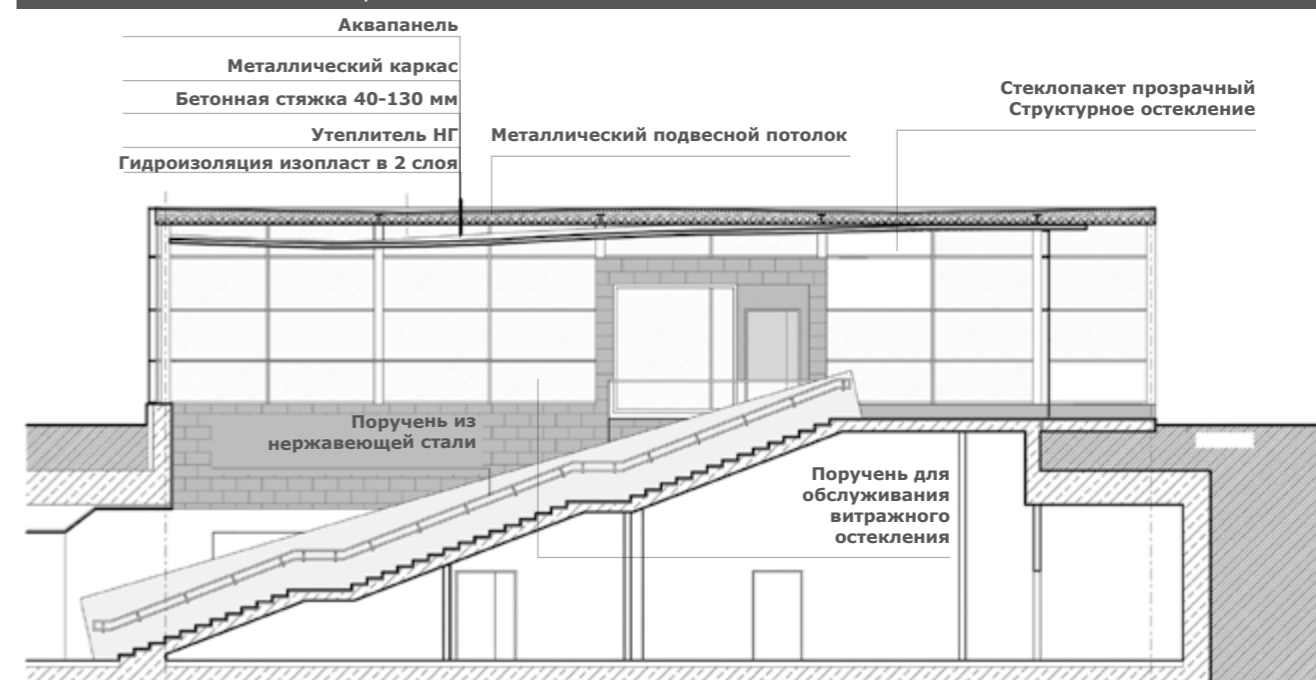 Аквапанель
Металлический каркас
Бетонная стяжка 40-130 мм
Утеплитель НГ
Гидроизоляция изопласт в 2 слоя
Металлический подвесной потолок
Стеклопакет прозрачный
Структурное остекление
Поручень из
нержавеющей стали
Поручень для
обслуживания
витражного
остекления